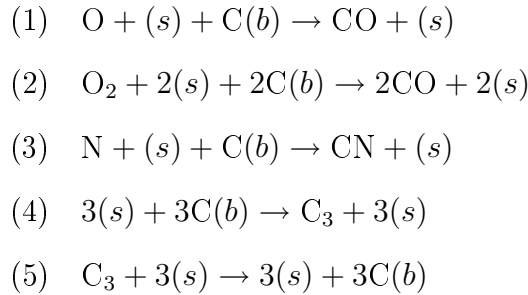 (1) O + (s) + C(b) → CO + (s)
(2) O₂ + 2(s) + 2C(b) → 2CO + 2(s)
(3) N + (s) + C(b) → CN + (s)
(4) 3(s) + 3C(b) → C₃ + 3(s)
(5) C₃ + 3(s) → 3(s) + 3C(b)